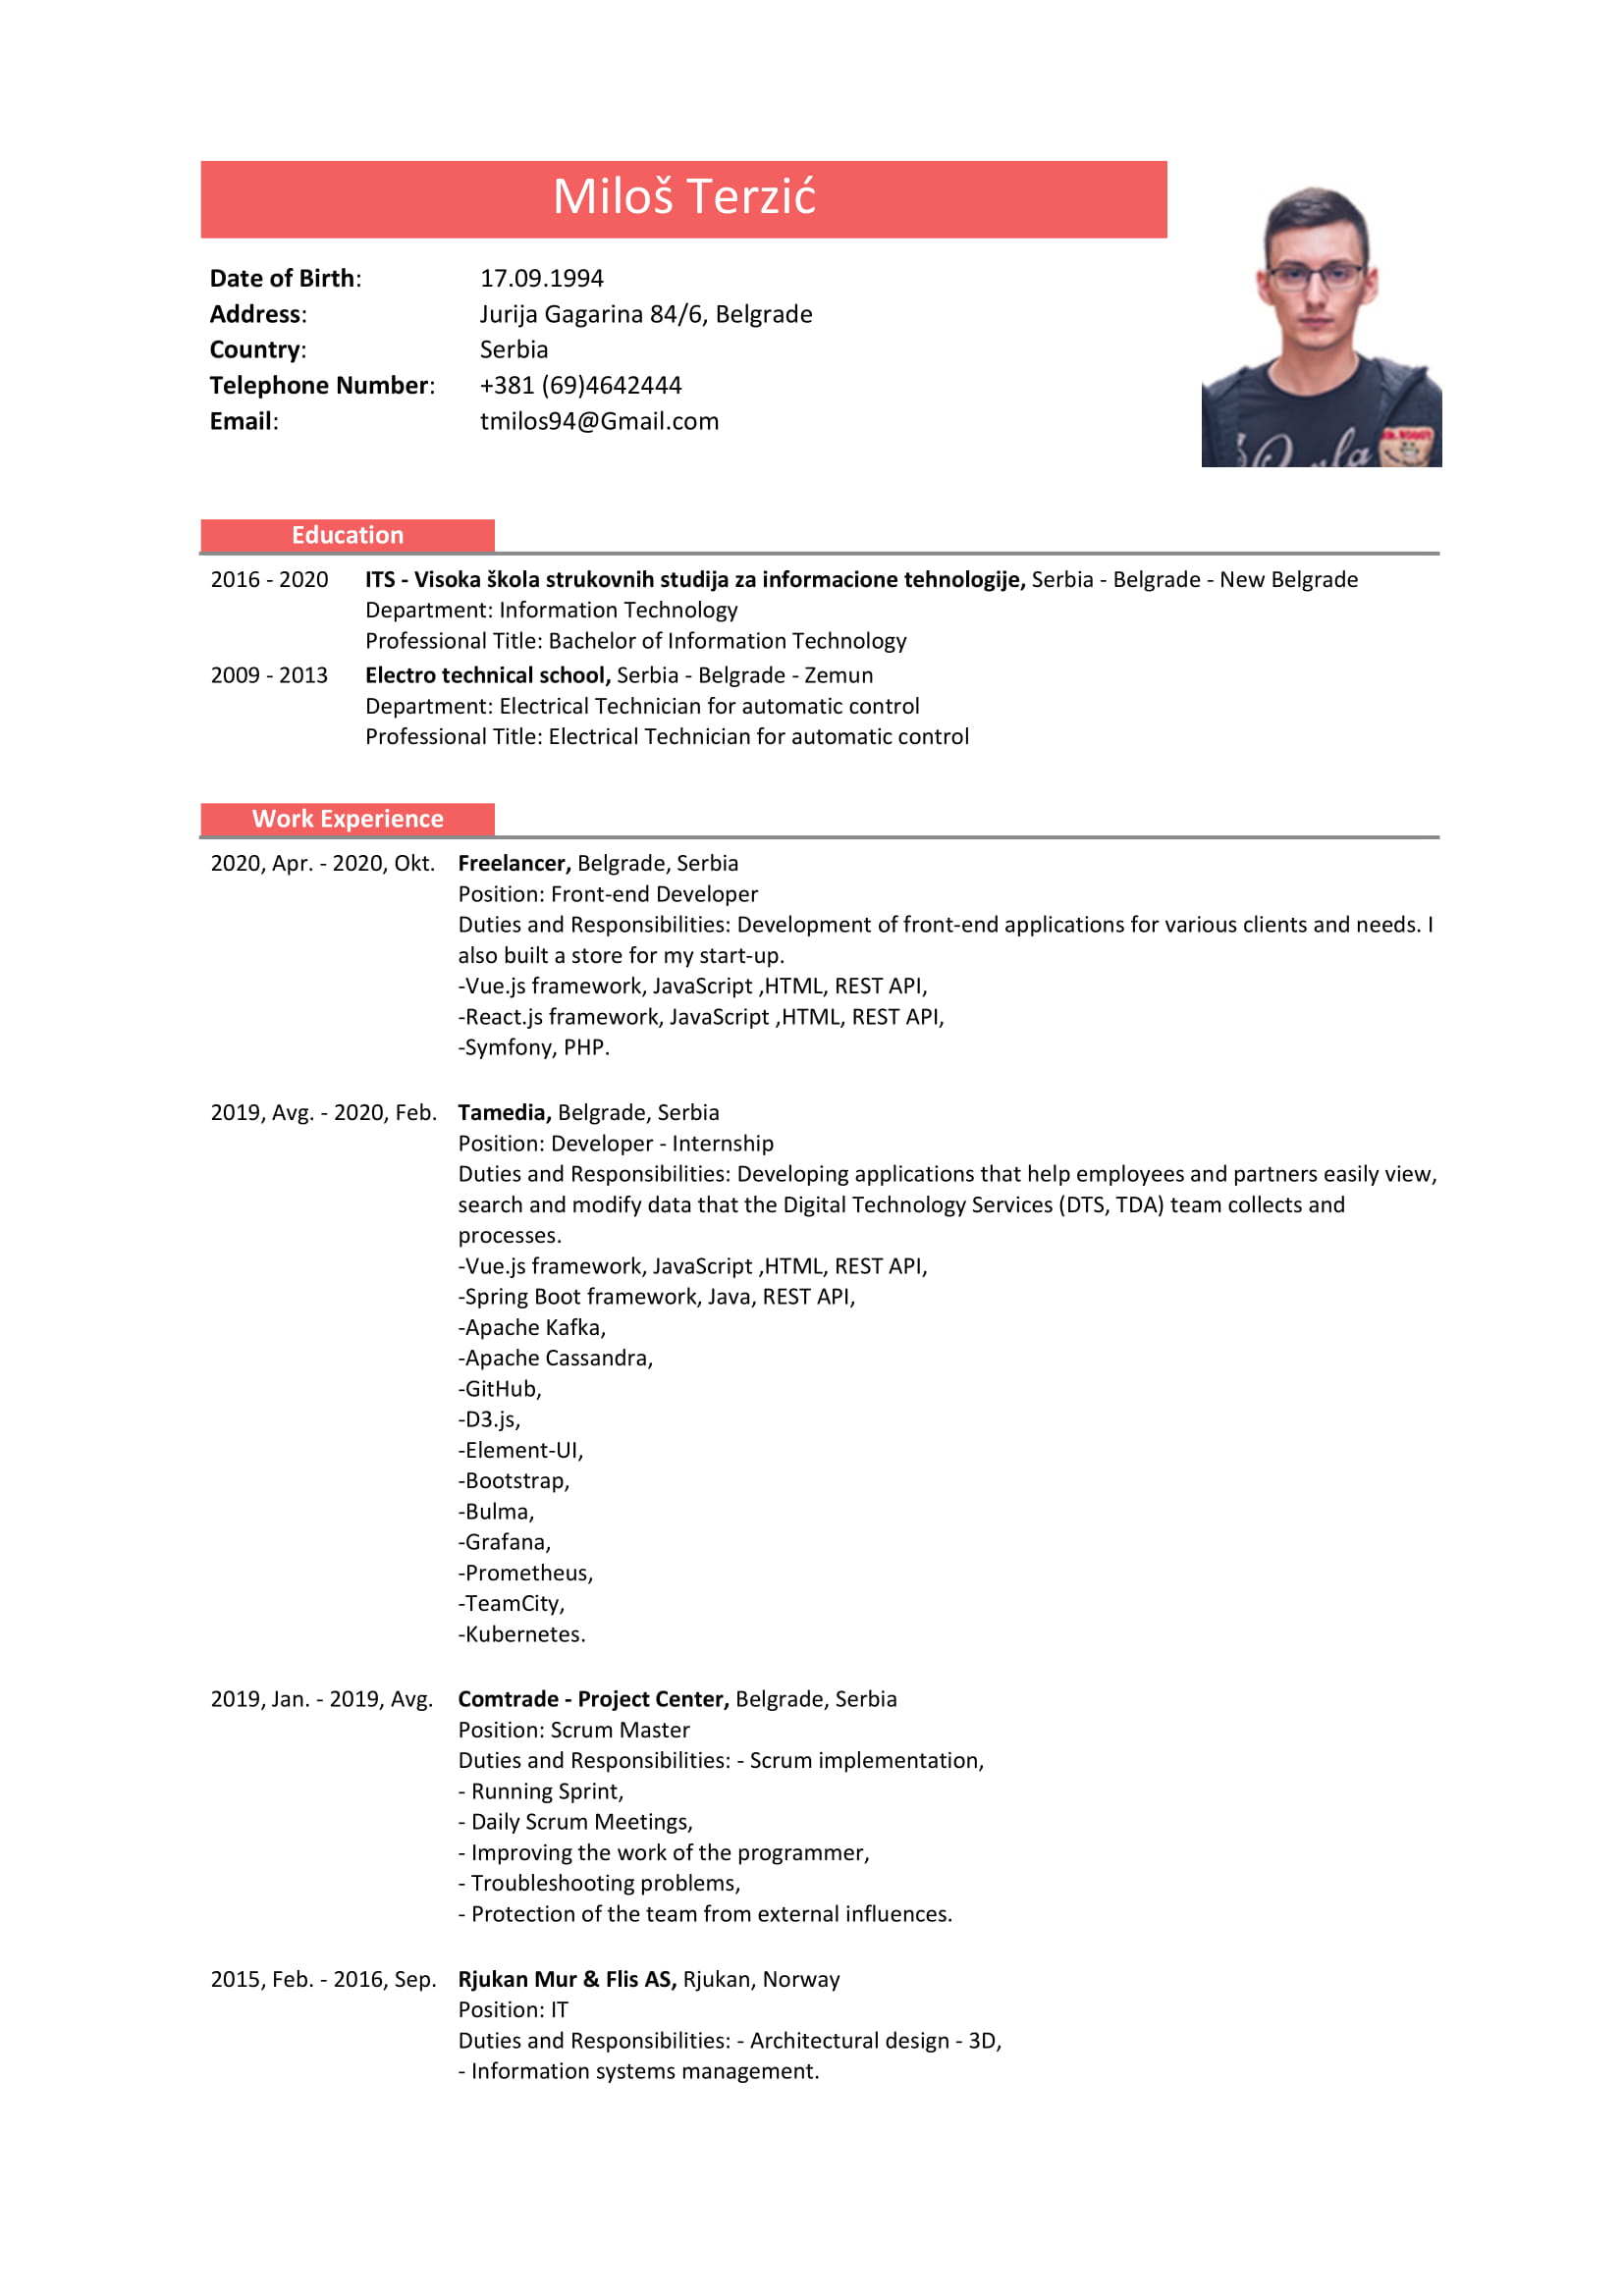 Miloš Terzić
Date of Birth: 17.09.1994
Address: Jurija Gagarina 84/6, Belgrade
Country: Serbia
Telephone Number: +381 (69)4642444
Email: tmilos94@Gmail.com
Education
2016 - 2020 ITS - Visoka škola strukovnih studija za informacione tehnologije, Serbia - Belgrade - New Belgrade
Department: Information Technology
Professional Title: Bachelor of Information Technology
2009 - 2013 Electro technical school, Serbia - Belgrade - Zemun
Department: Electrical Technician for automatic control
Professional Title: Electrical Technician for automatic control
Work Experience
2020, Apr. - 2020, Okt. Freelancer, Belgrade, Serbia
Position: Front-end Developer
Duties and Responsibilities: Development of front-end applications for various clients and needs. I
also built a store for my start-up.
-Vue.js framework, JavaScript ,HTML, REST API,
-React.js framework, JavaScript ,HTML, REST API,
-Symfony, PHP.
2019, Avg. - 2020, Feb. Tamedia, Belgrade, Serbia
Position: Developer - Internship
Duties and Responsibilities: Developing applications that help employees and partners easily view,
search and modify data that the Digital Technology Services (DTS, TDA) team collects and
processes.
-Vue.js framework, JavaScript ,HTML, REST API,
-Spring Boot framework, Java, REST API,
-Apache Kafka,
-Apache Cassandra,
-GitHub,
-D3.js,
-Element-UI,
-Bootstrap,
-Bulma,
-Grafana,
-Prometheus,
-TeamCity,
-Kubernetes.
2019, Jan. - 2019, Avg. Comtrade - Project Center, Belgrade, Serbia
Position: Scrum Master
Duties and Responsibilities: - Scrum implementation,
- Running Sprint,
- Daily Scrum Meetings,
- Improving the work of the programmer,
- Troubleshooting problems,
- Protection of the team from external influences.
2015, Feb. - 2016, Sep. Rjukan Mur & Flis AS, Rjukan, Norway
Position: IT
Duties and Responsibilities: - Architectural design - 3D,
- Information systems management.